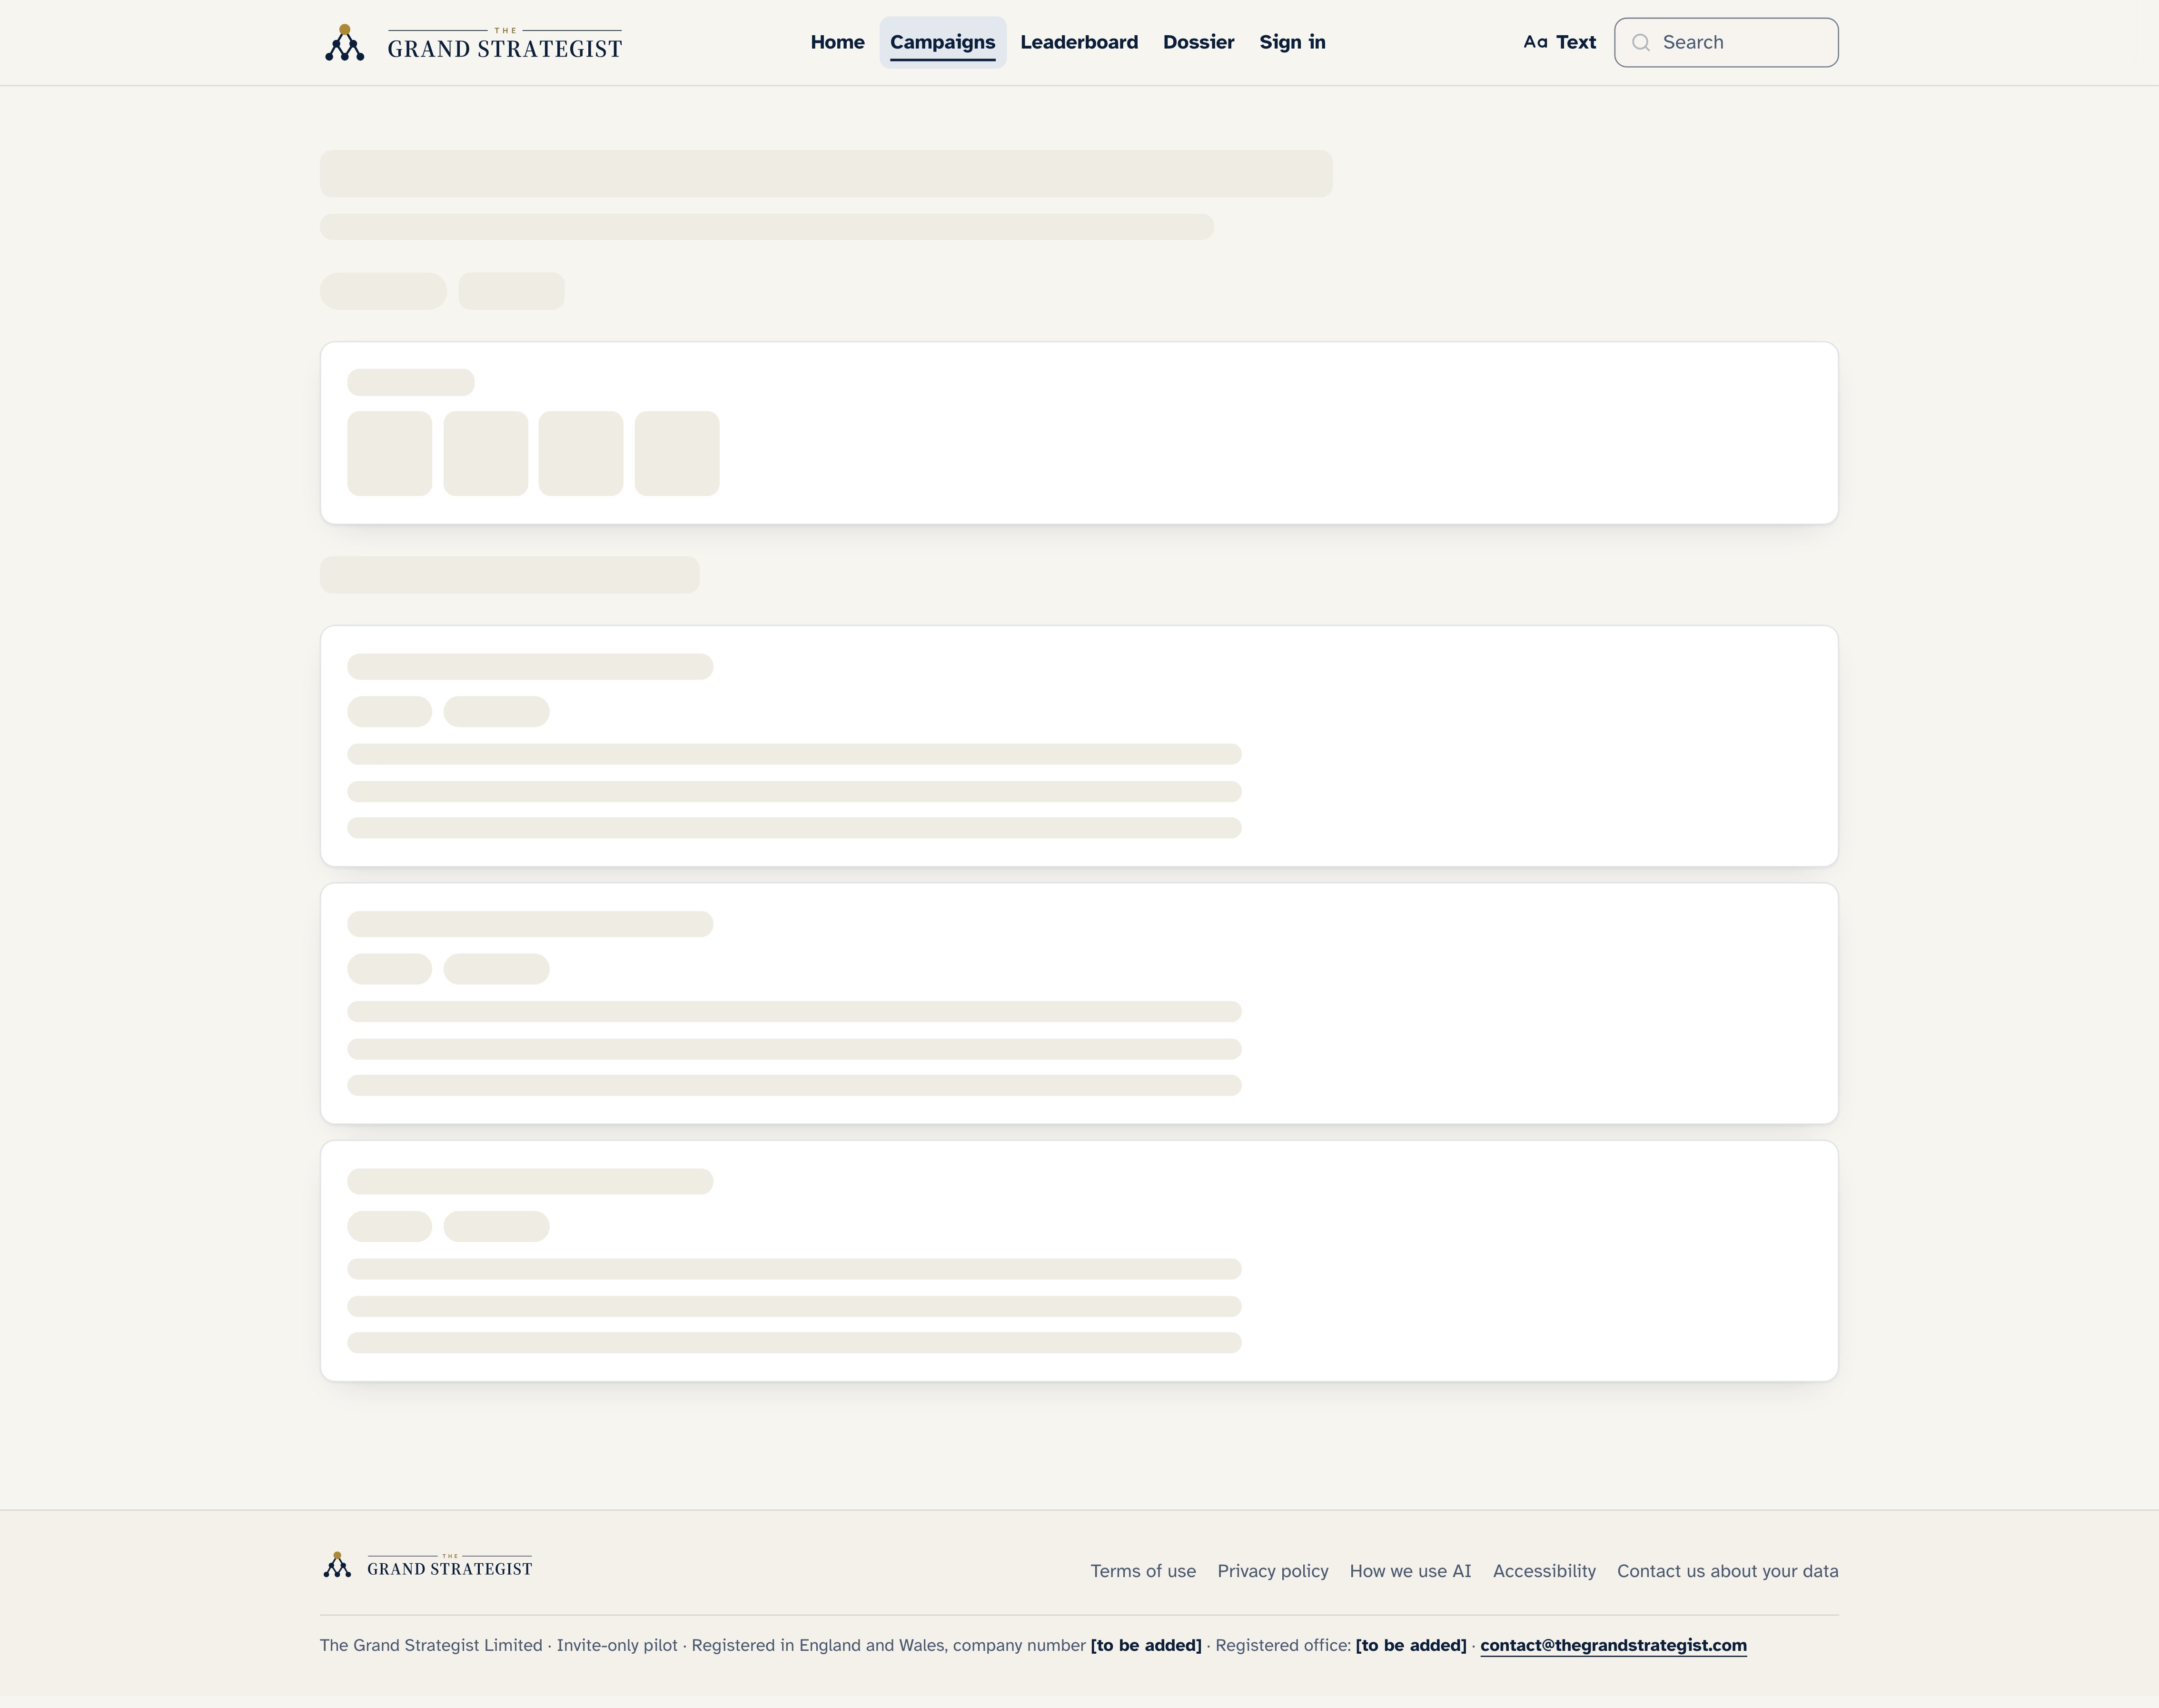 THE
GRAND STRATEGIST
Home Campaigns Leaderboard Dossier Sign in
Aa Text Search
THE
GRAND STRATEGIST
Terms of use Privacy policy How we use AI Accessibility Contact us about your data
The Grand Strategist Limited · Invite-only pilot · Registered in England and Wales, company number [to be added] · Registered office: [to be added] · contact@thegrandstrategist.com